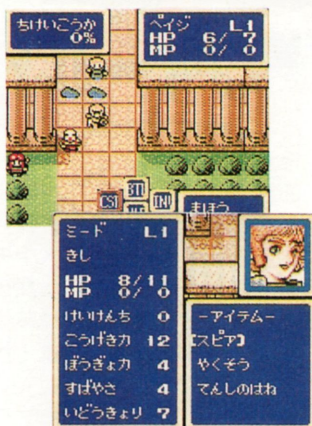 ちけいこうか
0%
ペイジ L1
HP 6/ 7
MP 0/ 0
まほう
ミード L1
きし
HP 8/11
MP 0/ 0
けいけんち 0
こうげき力 12
ぼうぎょ力 4
すばやさ 4
いどうきょり 7
ーアイテムー
[スピア]
やくそう
てんしのはね